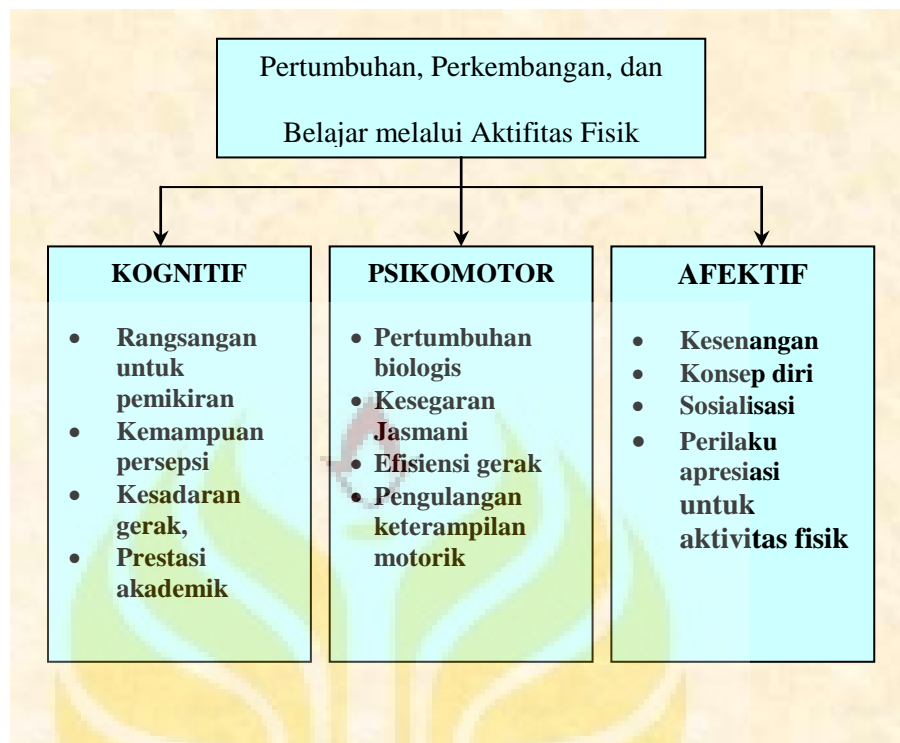 Pertumbuhan, Perkembangan, dan
Belajar melalui Aktifitas Fisik
KOGNITIF
• Rangsangan
untuk
pemikiran
• Kemampuan
persepsi
• Kesadaran
gerak,
• Prestasi
akademik
PSIKOMOTOR
• Pertumbuhan
biologis
• Kesegaran
Jasmani
• Efisiensi gerak
• Pengulangan
keterampilan
motorik
AFEKTIF
• Kesenangan
• Konsep diri
• Sosialisasi
• Perilaku
apresiasi
untuk
aktivitas fisik